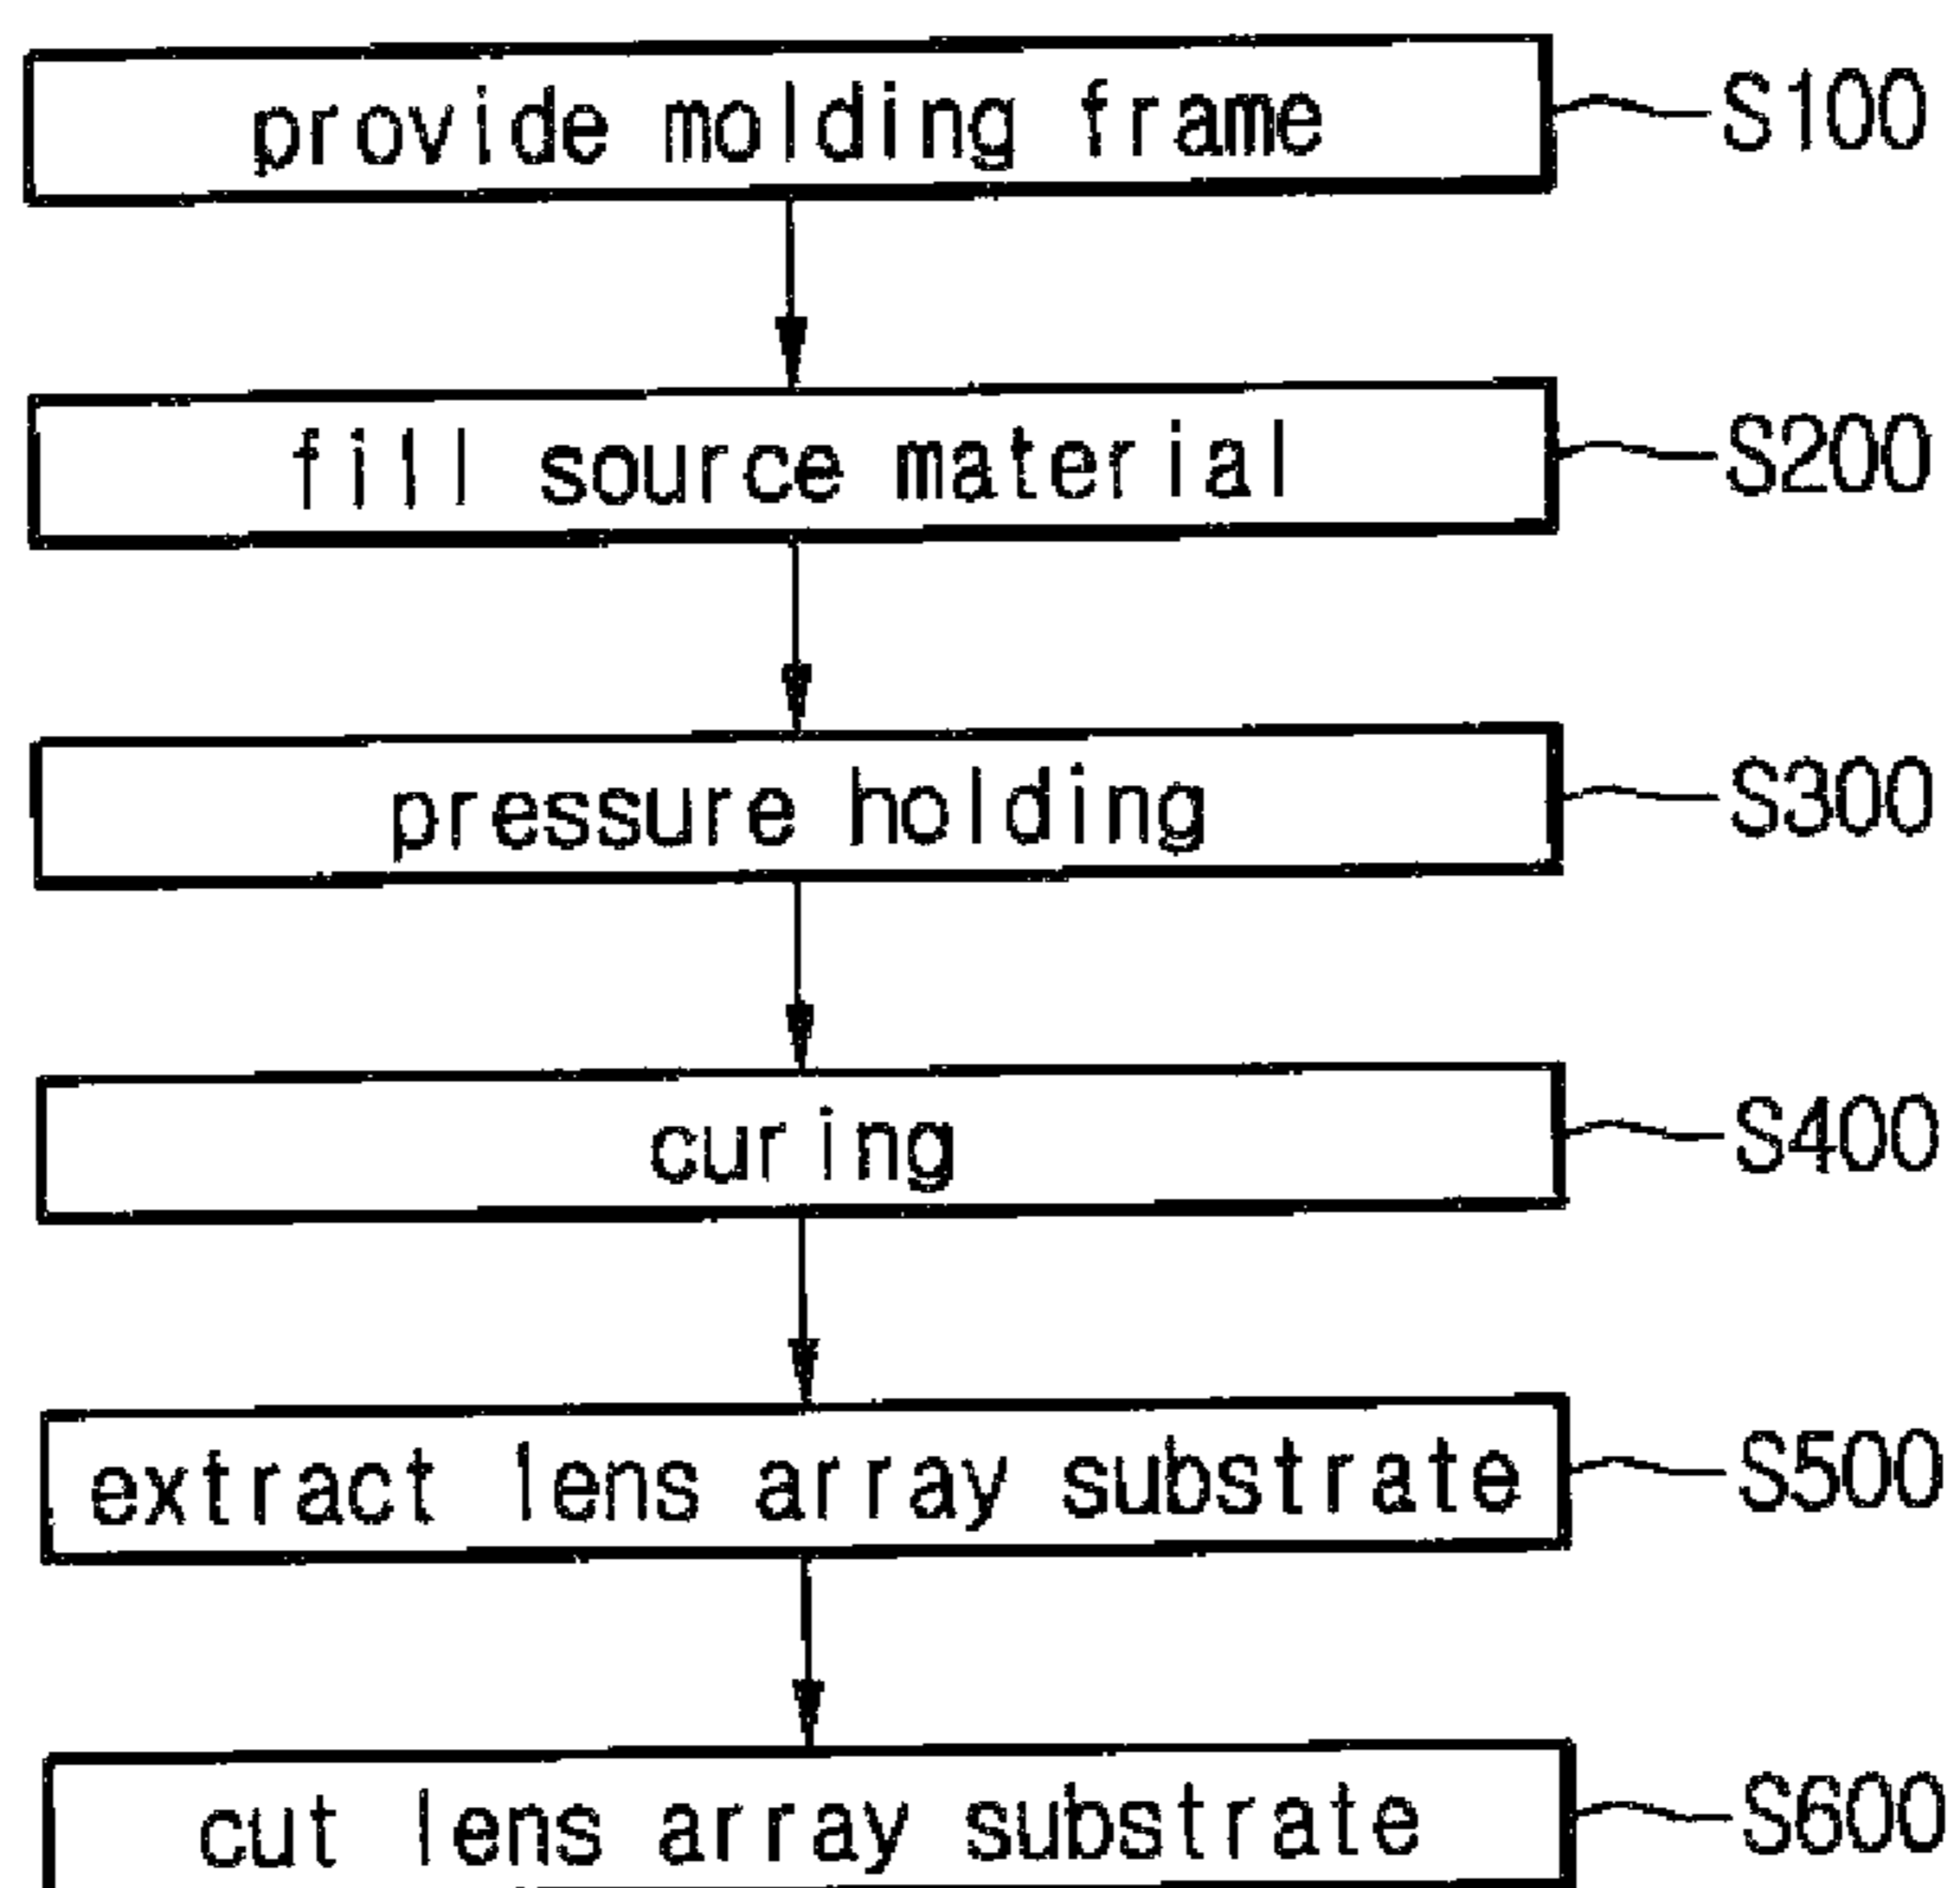 provide molding frame S100
fill source material S200
pressure holding S300
curing S400
extract lens array substrate S500
cut lens array substrate S600